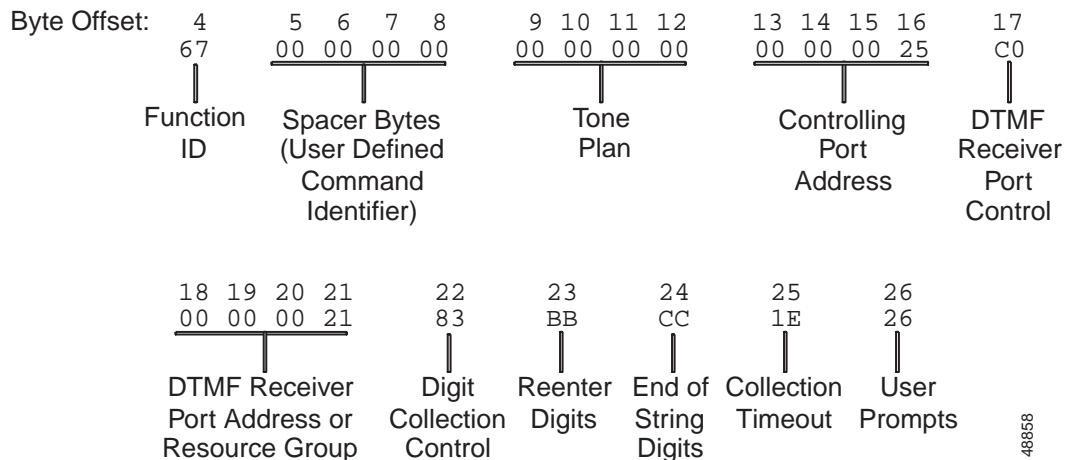 Byte Offset: 4 5 6 7 8 9 10 11 12 13 14 15 16 17
67 00 00 00 00 00 00 00 00 00 00 00 25 C0
Function Spacer Bytes Tone Controlling DTMF
ID (User Defined Plan Port Receiver
Command Address Port
Identifier) Control
18 19 20 21 22 23 24 25 26
00 00 00 21 83 BB CC 1E 26
DTMF Receiver Digit Reenter End of Collection User
Port Address or Collection Digits String Timeout Prompts
Resource Group Control Digits
48858